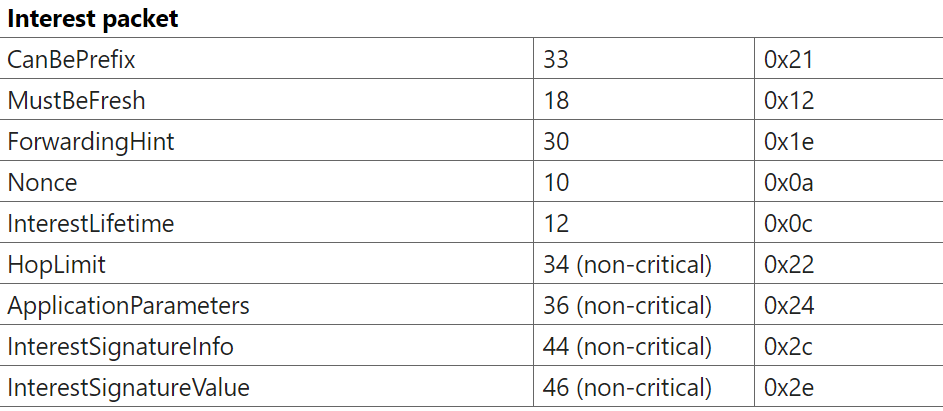 Interest packet
CanBePrefix 33 0x21
MustBeFresh 18 0x12
ForwardingHint 30 0x1e
Nonce 10 0x0a
InterestLifetime 12 0x0c
HopLimit 34 (non-critical) 0x22
ApplicationParameters 36 (non-critical) 0x24
InterestSignatureInfo 44 (non-critical) 0x2c
InterestSignatureValue 46 (non-critical) 0x2e